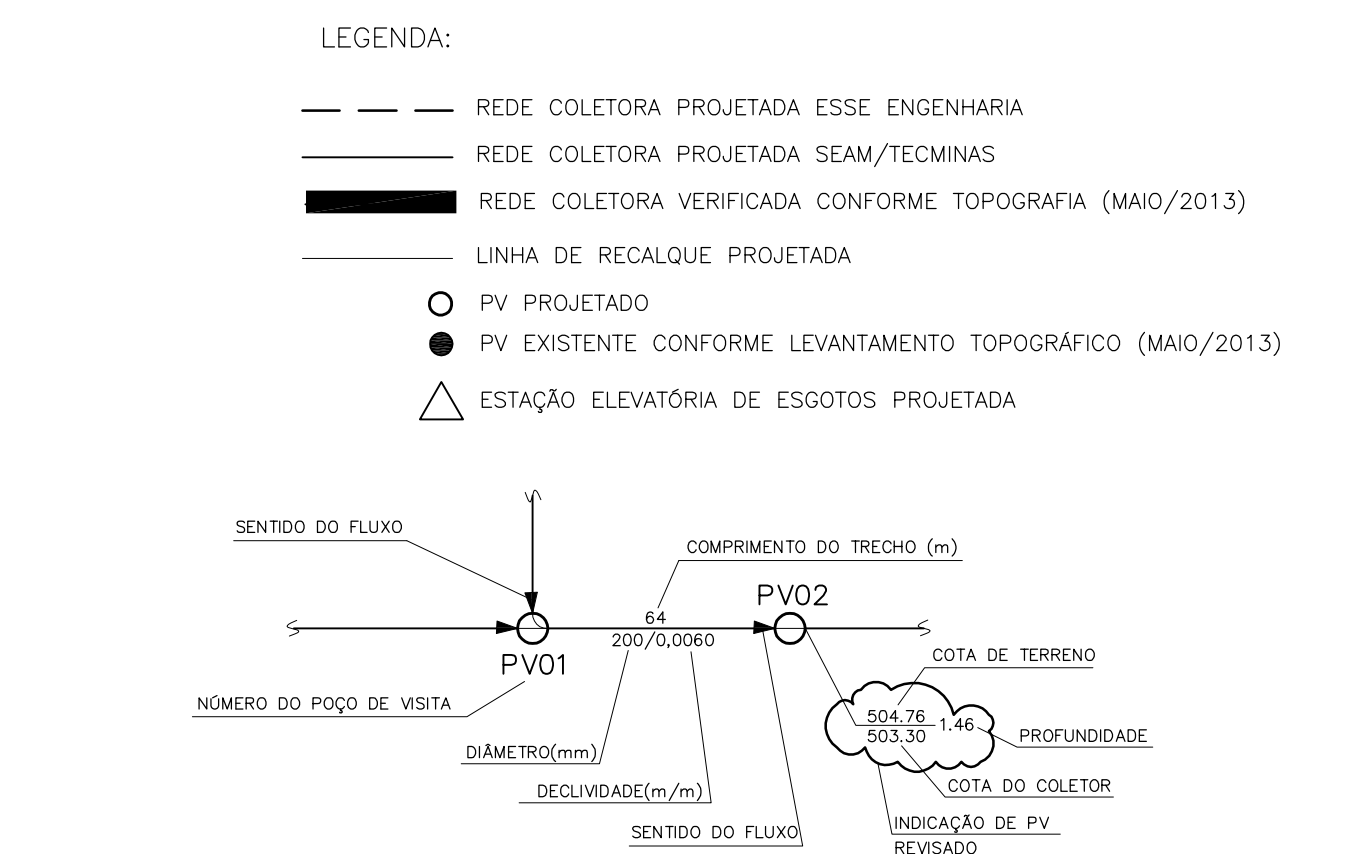 LEGENDA:
REDE COLETORA PROJETADA ESSE ENGENHARIA
REDE COLETORA PROJETADA SEAM/TECMINAS
REDE COLETORA VERIFICADA CONFORME TOPOGRAFIA (MAIO/2013)
LINHA DE RECALQUE PROJETADA
PV PROJETADO
PV EXISTENTE CONFORME LEVANTAMENTO TOPOGRÁFICO (MAIO/2013)
ESTAÇÃO ELEVATÓRIA DE ESGOTOS PROJETADA
SENTIDO DO FLUXO
COMPRIMENTO DO TRECHO (m)
PV02
64
200/0,0060
PV01
COTA DE TERRENO
NÚMERO DO POÇO DE VISITA
504.76
1.46
503.30
PROFUNDIDADE
DIÂMETRO(mm)
COTA DO COLETOR
DECLIVIDADE(m/m)
INDICAÇÃO DE PV
REVISADO
SENTIDO DO FLUXO